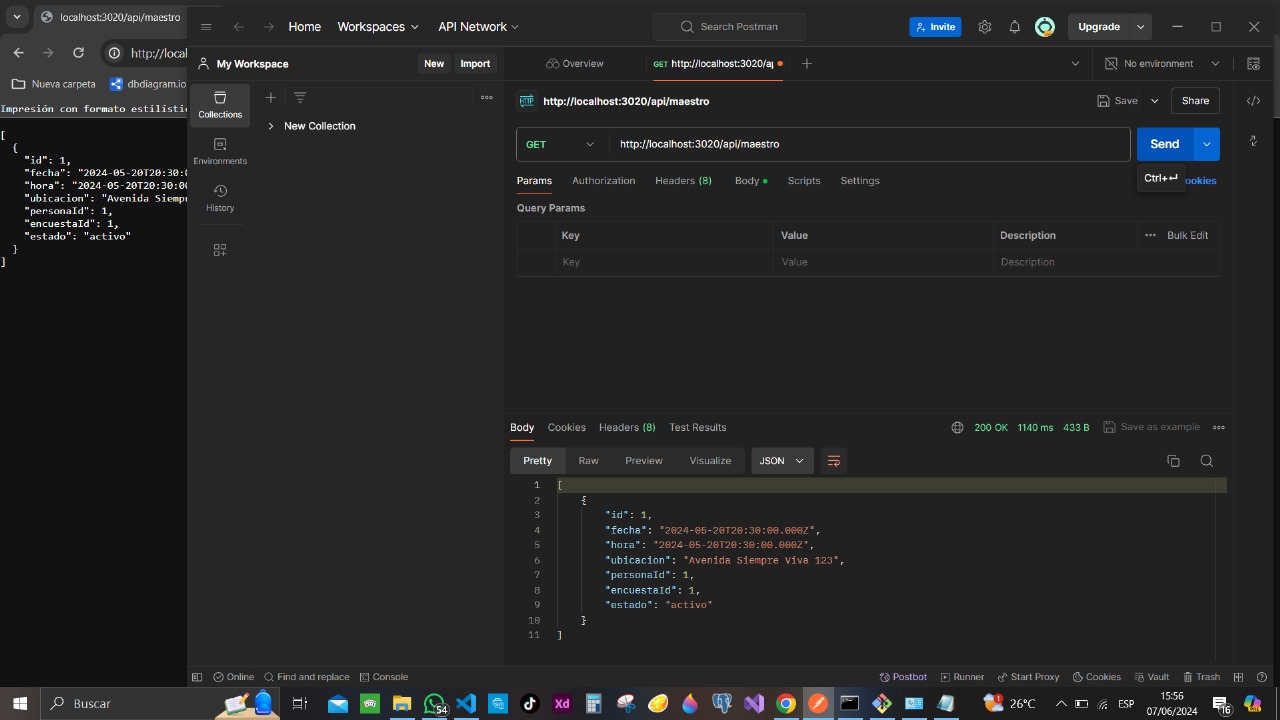 localhost:3020/api/maestro
http://local
Nueva carpeta
dbdiagram.io
Impresión con formato estilístic
[
{
"id": 1,
"fecha": "2024-05-20T20:30:0
"hora": "2024-05-20T20:30:00
"ubicacion": "Avenida Siempr
"personaId": 1,
"encuestaId": 1,
"estado": "activo"
}
]
Home Workspaces API Network Search Postman Invite Upgrade
My Workspace New Import Overview GET http://localhost:3020/ap No environment
Collections
Environments
History
New Collection
HTTP http://localhost:3020/api/maestro Save Share
GET http://localhost:3020/api/maestro Send
Ctrl+↵
Params Authorization Headers (8) Body Scripts Settings ookies
Query Params
Key Value Description Bulk Edit
Key Value Description
Body Cookies Headers (8) Test Results 200 OK 1140 ms 433 B Save as example
Pretty Raw Preview Visualize JSON
1 [
2 {
3 "id": 1,
4 "fecha": "2024-05-20T20:30:00.000Z",
5 "hora": "2024-05-20T20:30:00.000Z",
6 "ubicacion": "Avenida Siempre Viva 123",
7 "personaId": 1,
8 "encuestaId": 1,
9 "estado": "activo"
10 }
11 ]
Online Find and replace Console Postbot Runner Start Proxy Cookies Vault Trash
Buscar 54 Xd 1 26°C ESP 15:56 16
07/06/2024